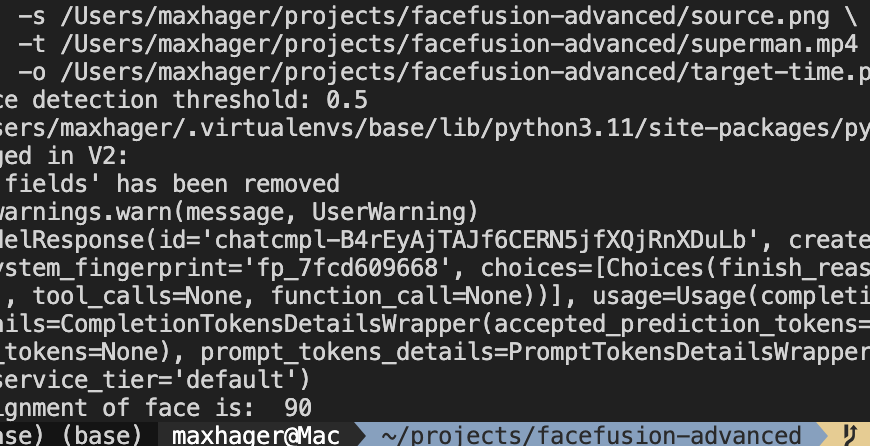 -s /Users/maxhager/projects/facefusion-advanced/source.png \
-t /Users/maxhager/projects/facefusion-advanced/superman.mp4
-o /Users/maxhager/projects/facefusion-advanced/target-time.p
ce detection threshold: 0.5
sers/maxhager/.virtualenvs/base/lib/python3.11/site-packages/py
ged in V2:
fields' has been removed
warnings.warn(message, UserWarning)
delResponse(id='chatcmpl-B4rEyAjTAJf6CERN5jfXQjRnXDuLb', create
ystem_fingerprint='fp_7fcd609668', choices=[Choices(finish_reas
, tool_calls=None, function_call=None))], usage=Usage(completi
ails=CompletionTokensDetailsWrapper(accepted_prediction_tokens=
_tokens=None), prompt_tokens_details=PromptTokensDetailsWrapper
service_tier='default')
ignment of face is:  90
ase) (base) maxhager@Mac ~/projects/facefusion-advanced